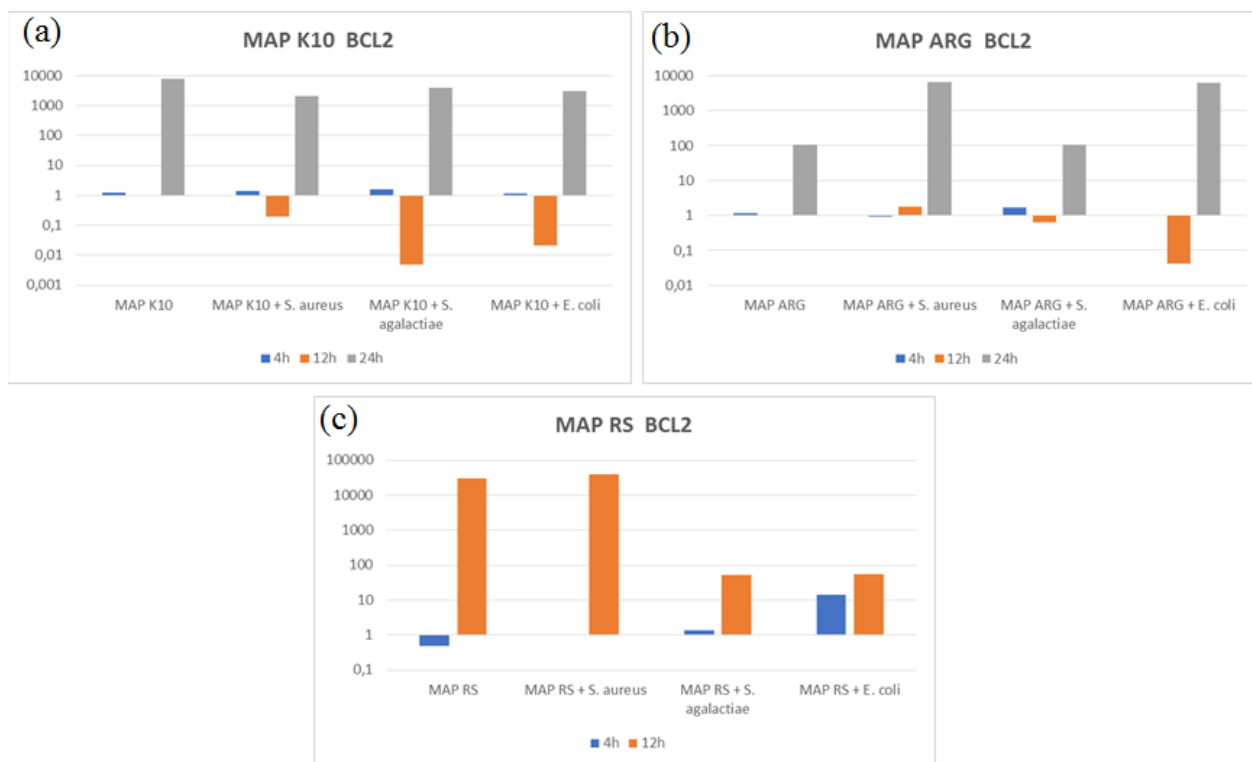 (a)
MAP K10 BCL2
10000
1000
100
10
1
0,1
0,01
0,001
MAP K10
MAP K10 + S. aureus
MAP K10 + S.
agalactiae
MAP K10 + E. coli
4h 12h 24h
(b)
MAP ARG BCL2
10000
1000
100
10
1
0,1
0,01
MAP ARG
MAP ARG + S. aureus
MAP ARG + S.
agalactiae
MAP ARG + E. coli
4h 12h 24h
(c)
MAP RS BCL2
100000
10000
1000
100
10
1
0,1
MAP RS
MAP RS + S. aureus
MAP RS + S.
agalactiae
MAP RS + E. coli
4h 12h